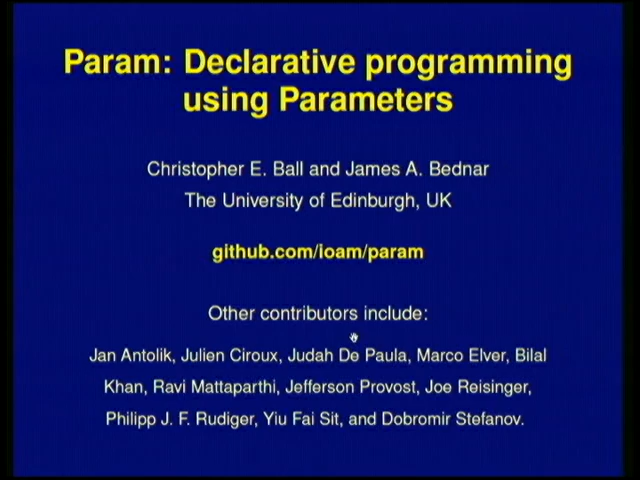 Param: Declarative programming
using Parameters
Christopher E. Ball and James A. Bednar
The University of Edinburgh, UK
github.com/ioam/param
Other contributors include:
Jan Antolik, Julien Ciroux, Judah De Paula, Marco Elver, Bilal
Khan, Ravi Mattaparthi, Jefferson Provost, Joe Reisinger,
Philipp J. F. Rudiger, Yiu Fai Sit, and Dobromir Stefanov.